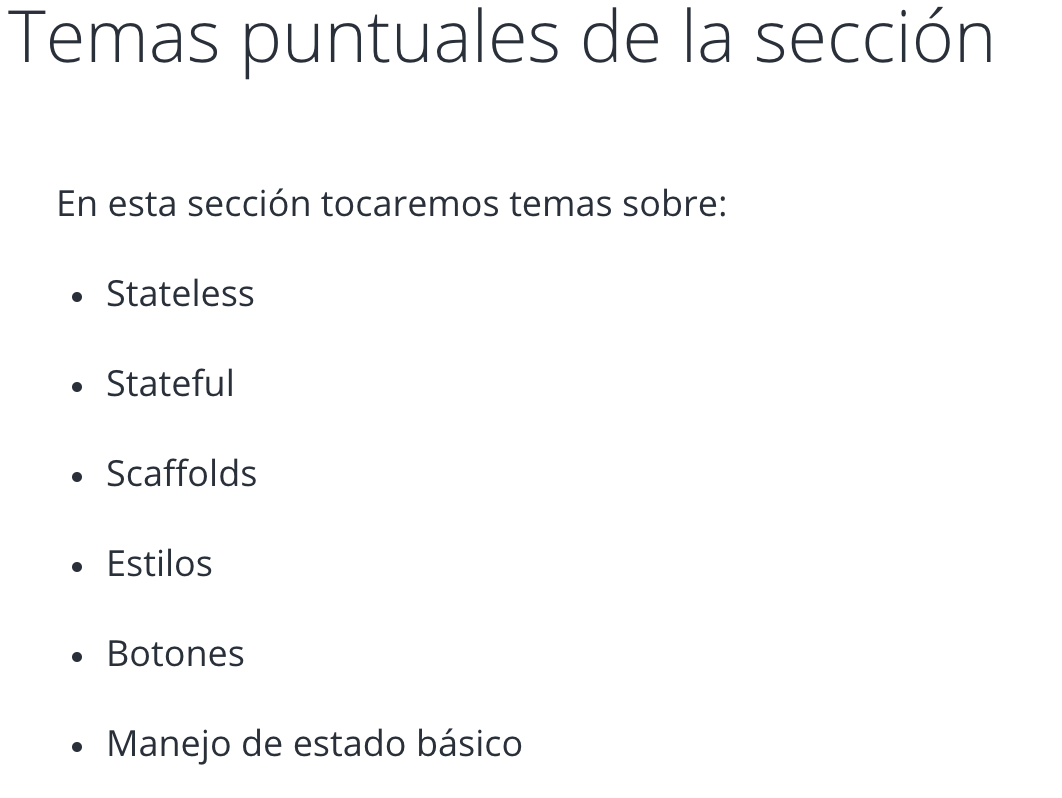 Temas puntuales de la sección
En esta sección tocaremos temas sobre:
• Stateless
• Stateful
• Scaffolds
• Estilos
• Botones
• Manejo de estado básico